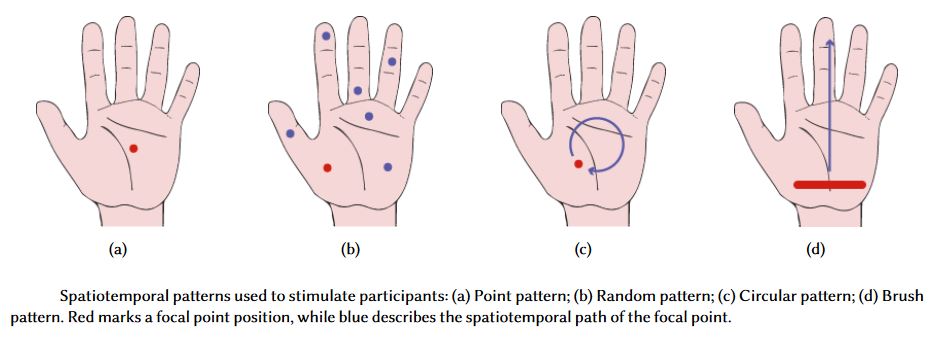 (a)
(b)
(c)
(d)
Spatiotemporal patterns used to stimulate participants: (a) Point pattern; (b) Random pattern; (c) Circular pattern; (d) Brush
pattern. Red marks a focal point position, while blue describes the spatiotemporal path of the focal point.